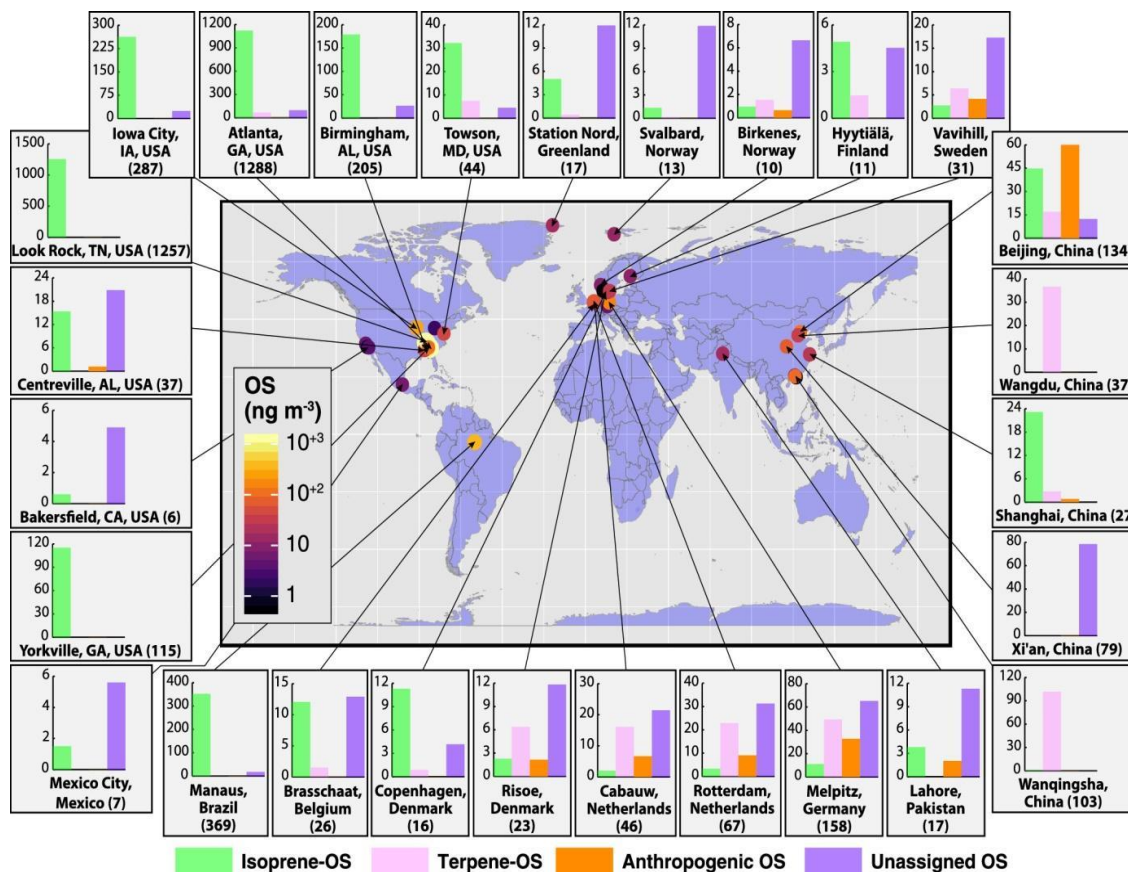 300
225
150
75
0
Iowa City,
IA, USA
(287)
1200
900
600
300
0
Atlanta,
GA, USA
(1288)
200
150
100
50
0
Birmingham,
AL, USA
(205)
40
30
20
10
0
Towson,
MD, USA
(44)
12
9
6
3
0
Station Nord,
Greenland
(17)
12
9
6
3
0
Svalbard,
Norway
(13)
8
6
4
2
0
Birkenes,
Norway
(10)
6
3
0
Hyytiälä,
Finland
(11)
20
15
10
5
0
Vavihill,
Sweden
(31)
1500
1000
500
0
Look Rock, TN, USA (1257)
24
18
12
6
0
Centreville, AL, USA (37)
6
4
2
0
Bakersfield, CA, USA (6)
120
90
60
30
0
Yorkville, GA, USA (115)
6
4
2
0
Mexico City,
Mexico (7)
OS
(ng m⁻³)
10⁺³
10⁺²
10
1
60
45
30
15
0
Beijing, China (134
40
30
20
10
0
Wangdu, China (37
24
18
12
6
0
Shanghai, China (27
80
60
40
20
0
Xi'an, China (79)
120
90
60
30
0
Wanqingsha,
China (103)
400
300
200
100
0
Manaus,
Brazil
(369)
15
10
5
0
Brasschaat,
Belgium
(26)
12
9
6
3
0
Copenhagen,
Denmark
(16)
12
9
6
3
0
Risoe,
Denmark
(23)
30
20
10
0
Cabauw,
Netherlands
(46)
40
30
20
10
0
Rotterdam,
Netherlands
(67)
80
60
40
20
0
Melpitz,
Germany
(158)
12
9
6
3
0
Lahore,
Pakistan
(17)
Isoprene-OS
Terpene-OS
Anthropogenic OS
Unassigned OS